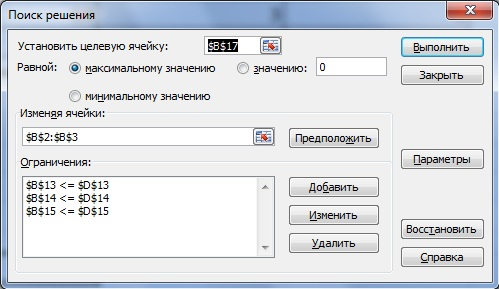 Поиск решения
Установить целевую ячейку: $B$17 Выполнить
Равной: максимальному значению значению: 0 Закрыть
минимальному значению
Изменяя ячейки:
$B$2:$B$3 Предположить Параметры
Ограничения:
$B$13 <= $D$13 Добавить
$B$14 <= $D$14
$B$15 <= $D$15 Изменить
Восстановить
Удалить
Справка